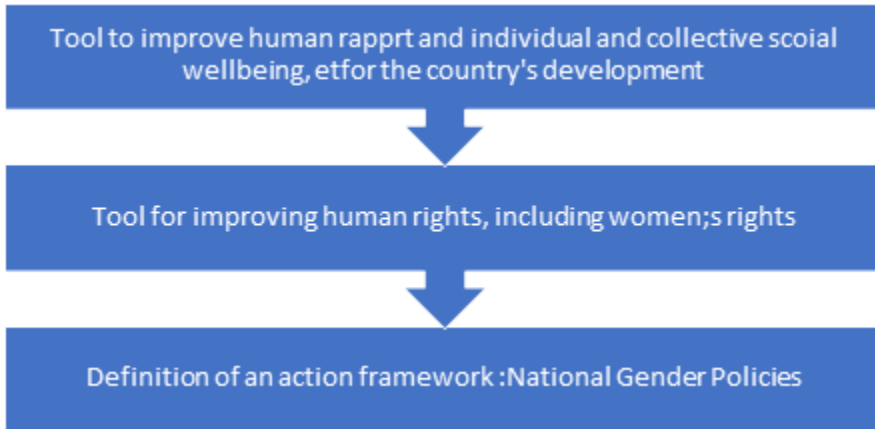 Tool to improve human rapprt and individual and collective scoial
wellbeing, etfor the country's development
Tool for improving human rights, including women;s rights
Definition of an action framework :National Gender Policies